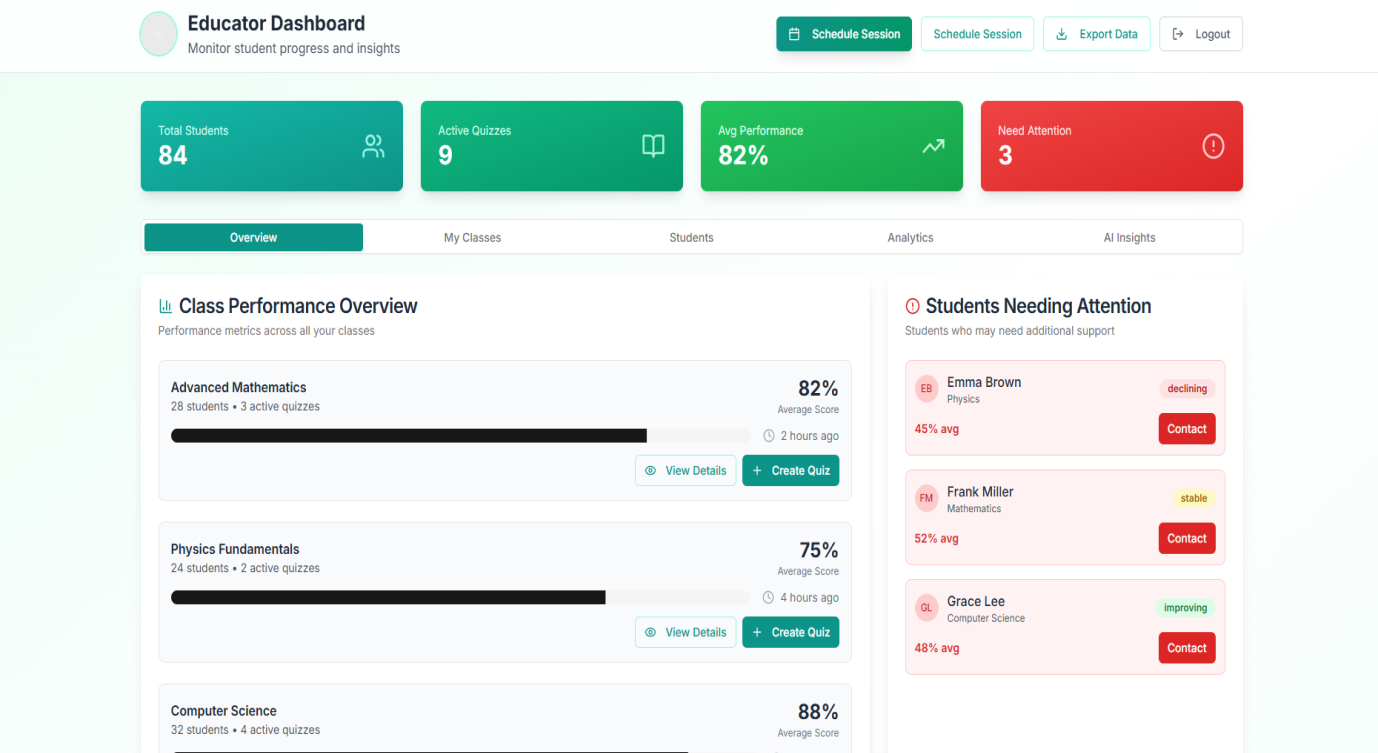 Educator Dashboard
Monitor student progress and insights
Schedule Session
Schedule Session
Export Data
Logout
Total Students
84
Active Quizzes
9
Avg Performance
82%
Need Attention
3
Overview
My Classes
Students
Analytics
AI Insights
Class Performance Overview
Performance metrics across all your classes
Advanced Mathematics
28 students • 3 active quizzes
82%
Average Score
2 hours ago
View Details
Create Quiz
Physics Fundamentals
24 students • 2 active quizzes
75%
Average Score
4 hours ago
View Details
Create Quiz
Computer Science
32 students • 4 active quizzes
88%
Average Score
Students Needing Attention
Students who may need additional support
EB
Emma Brown
Physics
declining
45% avg
Contact
FM
Frank Miller
Mathematics
stable
52% avg
Contact
GL
Grace Lee
Computer Science
improving
48% avg
Contact